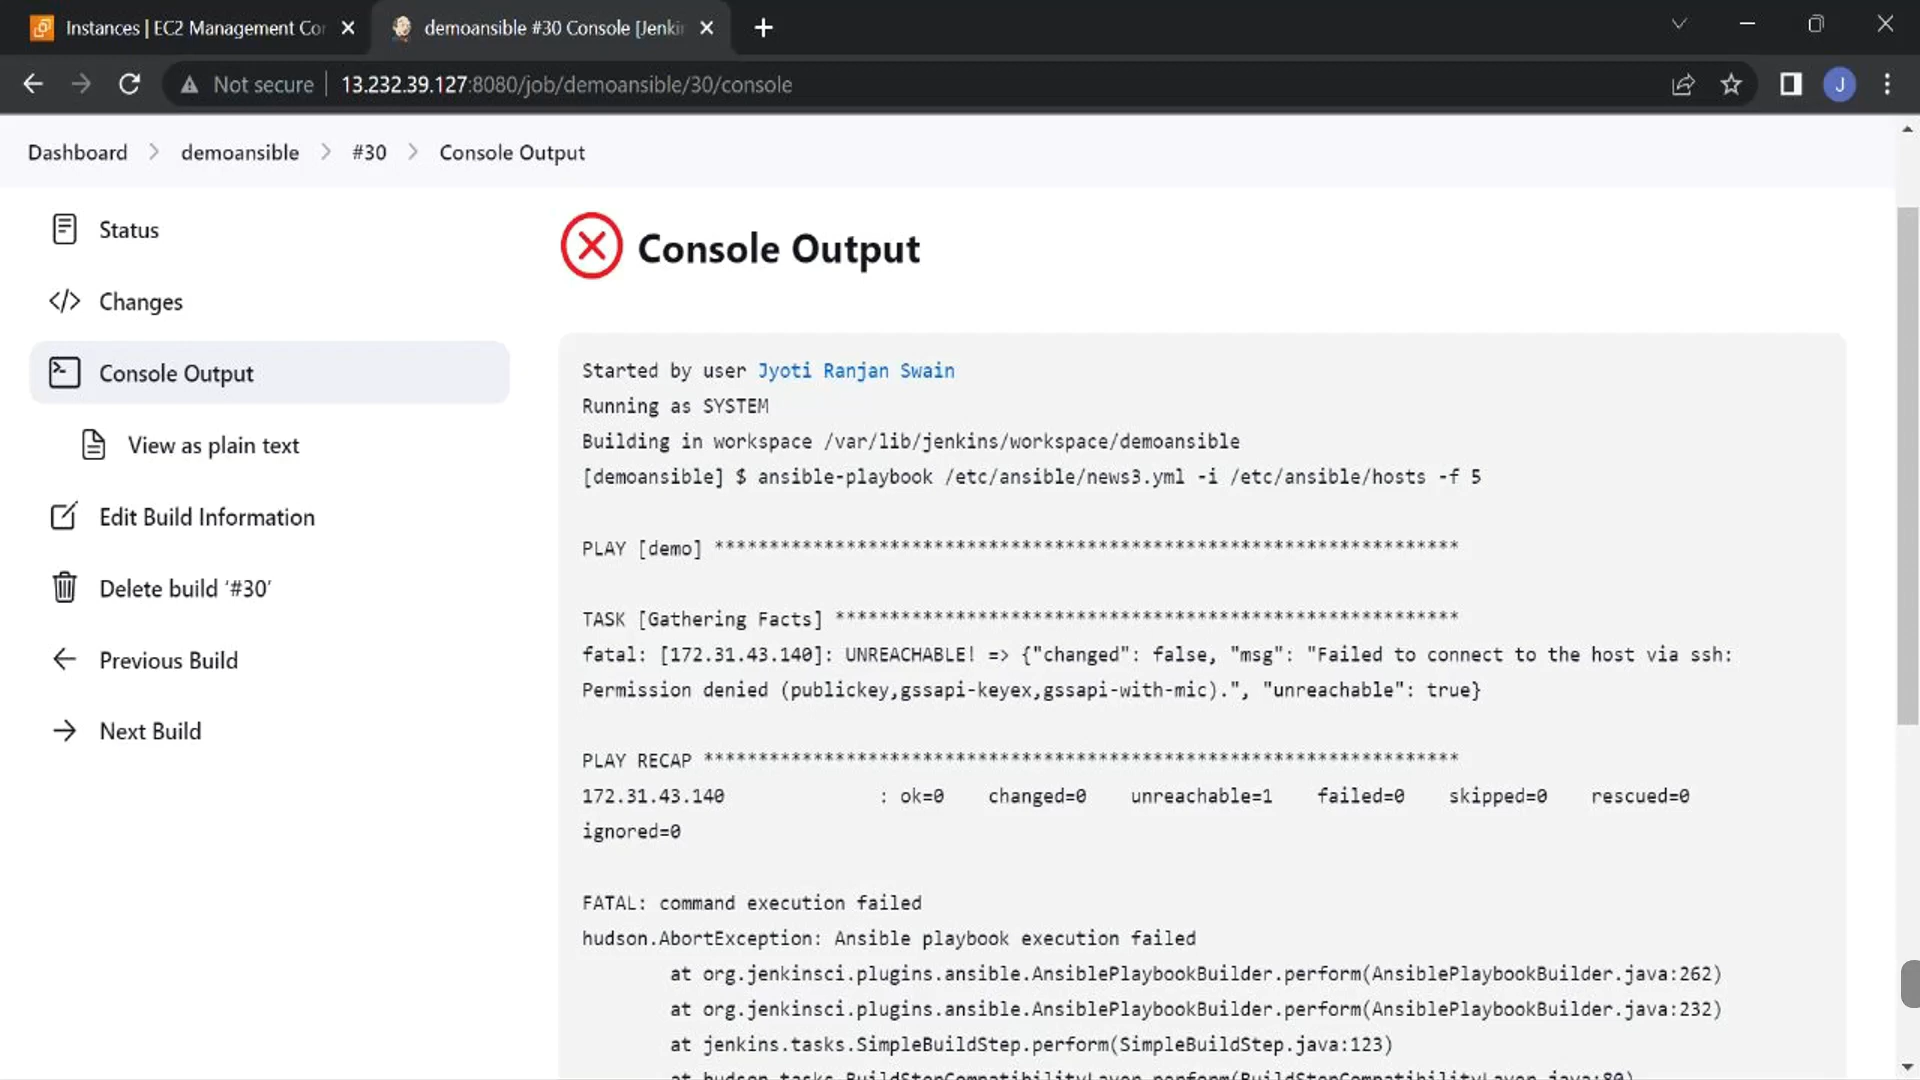 Instances | EC2 Management Co
demoansible #30 Console [Jenki
Not secure
13.232.39.127:8080/job/demoansible/30/console
J
Dashboard
demoansible
#30
Console Output
Status
Changes
Console Output
View as plain text
Edit Build Information
Delete build ‘#30’
Previous Build
Next Build
Console Output
Started by user Jyoti Ranjan Swain
Running as SYSTEM
Building in workspace /var/lib/jenkins/workspace/demoansible
[demoansible] $ ansible-playbook /etc/ansible/news3.yml -i /etc/ansible/hosts -f 5
PLAY [demo] ********************************************************************
TASK [Gathering Facts] *********************************************************
fatal: [172.31.43.140]: UNREACHABLE! => {"changed": false, "msg": "Failed to connect to the host via ssh:
Permission denied (publickey,gssapi-keyex,gssapi-with-mic).", "unreachable": true}
PLAY RECAP *********************************************************************
172.31.43.140 : ok=0 changed=0 unreachable=1 failed=0 skipped=0 rescued=0
ignored=0
FATAL: command execution failed
hudson.AbortException: Ansible playbook execution failed
at org.jenkinsci.plugins.ansible.AnsiblePlaybookBuilder.perform(AnsiblePlaybookBuilder.java:262)
at org.jenkinsci.plugins.ansible.AnsiblePlaybookBuilder.perform(AnsiblePlaybookBuilder.java:232)
at jenkins.tasks.SimpleBuildStep.perform(SimpleBuildStep.java:123)
at hudson.tasks.BuildStepCompatibilityLayer.perform(BuildStepCompatibilityLayer.java:80)